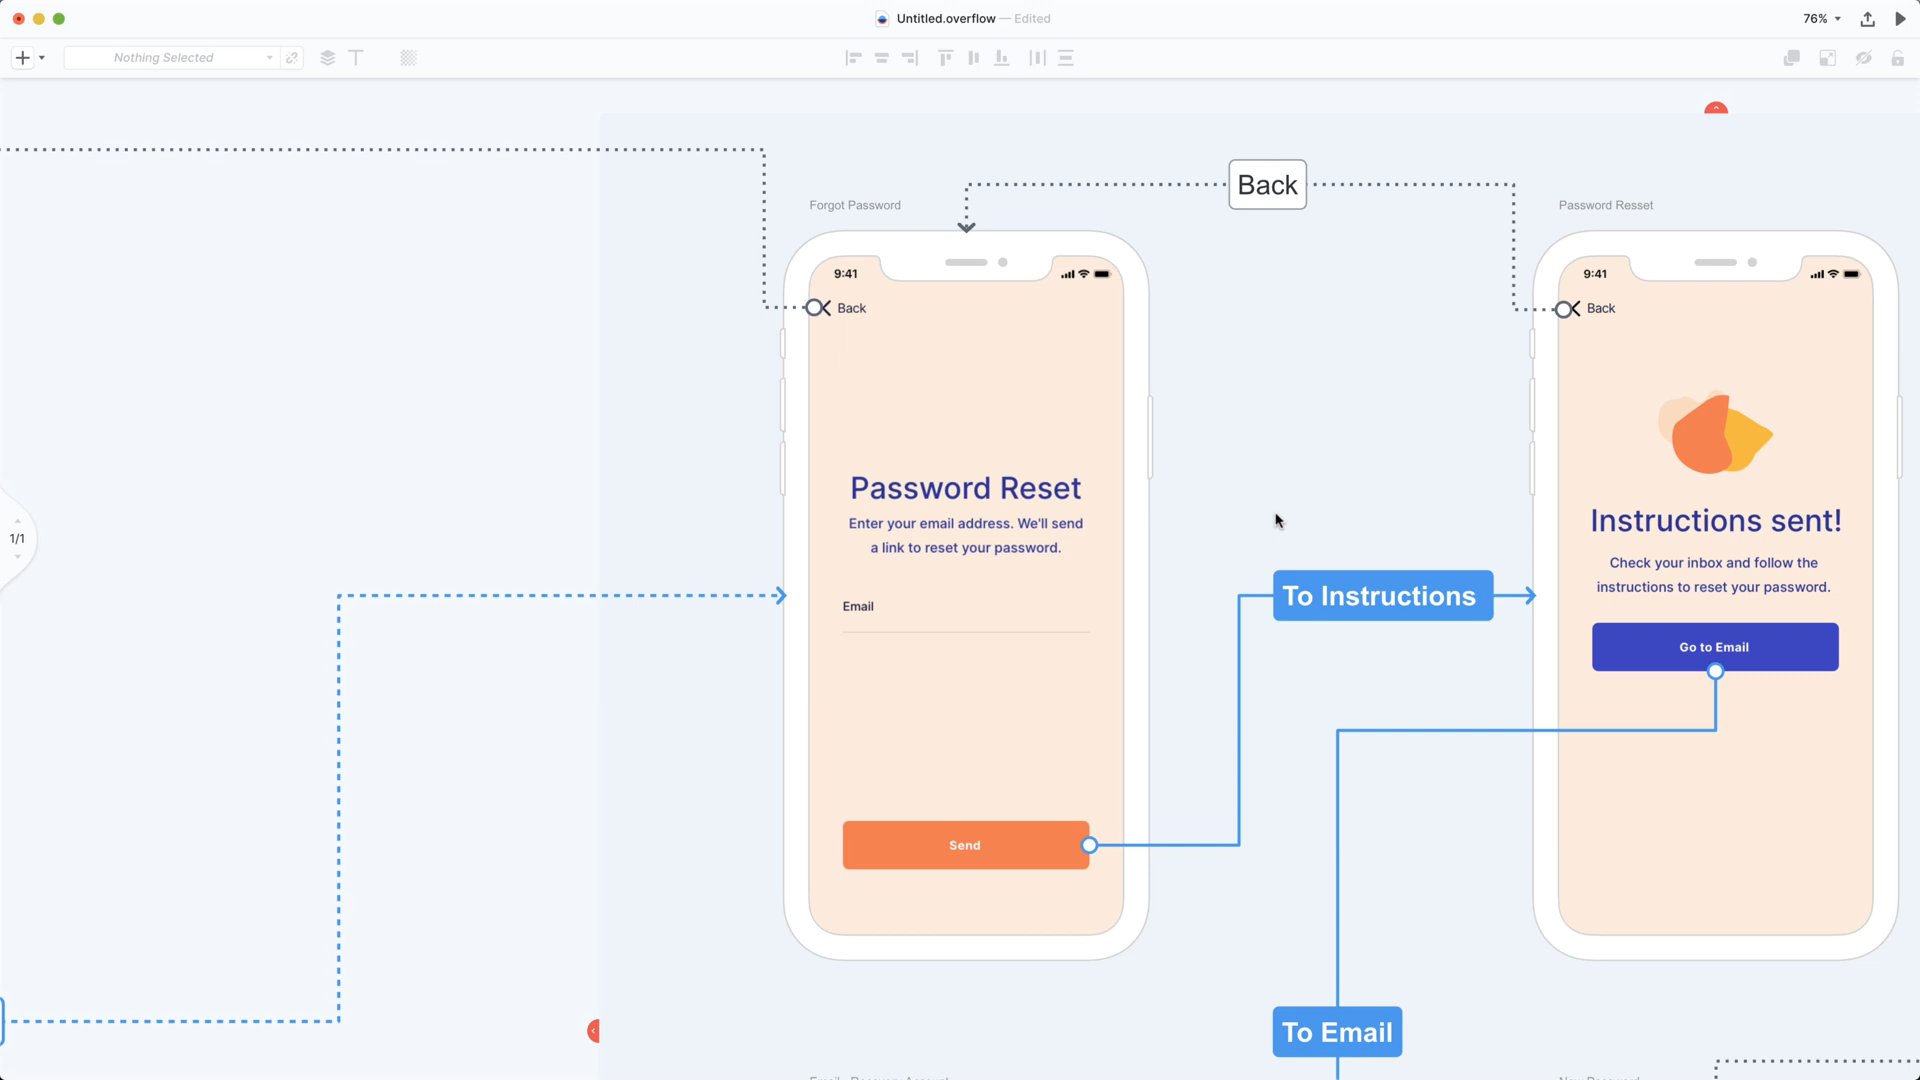 Untitled.overflow — Edited
76%
Nothing Selected
Back
Forgot Password
Password Resset
9:41
9:41
Back
Back
Password Reset
Enter your email address. We'll send
a link to reset your password.
Instructions sent!
Check your inbox and follow the
instructions to reset your password.
1/1
Email
To Instructions
Go to Email
Send
To Email